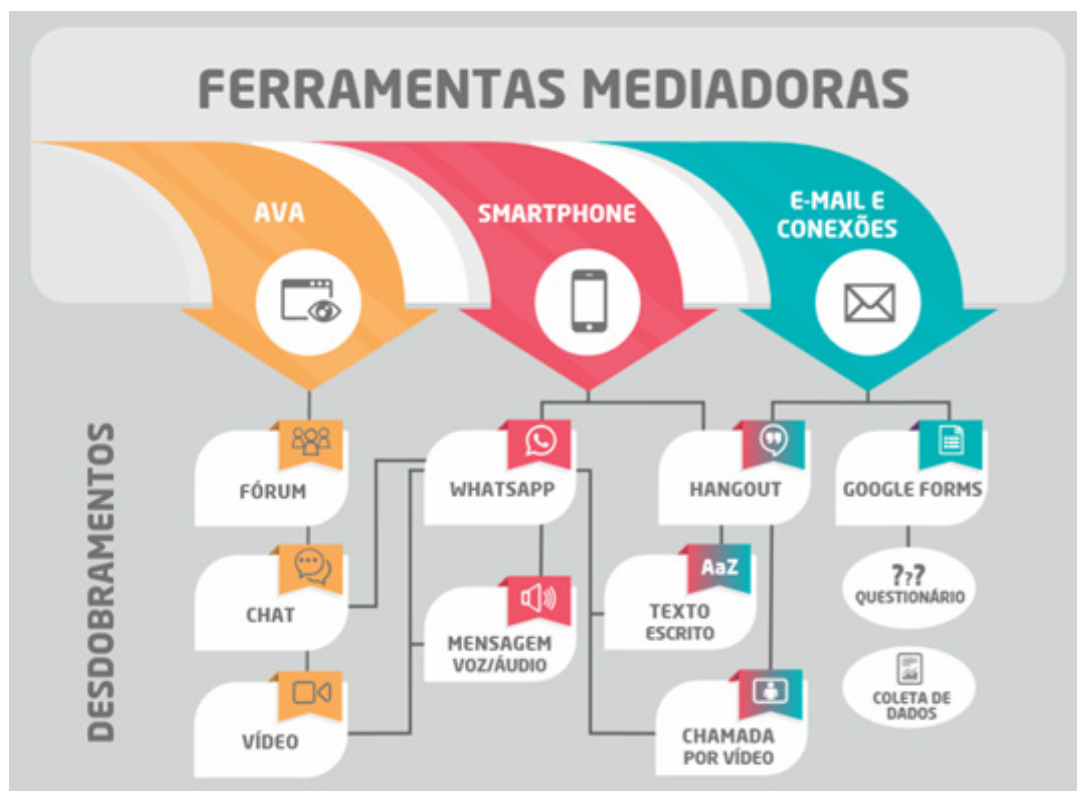 FERRAMENTAS MEDIADORAS
AVA
SMARTPHONE
E-MAIL E
CONEXÕES
DESDOBRAMENTOS
FÓRUM
WHATSAPP
HANGOUT
GOOGLE FORMS
CHAT
MENSAGEM
VOZ/ÁUDIO
AaZ
TEXTO
ESCRITO
???
QUESTIONÁRIO
VÍDEO
CHAMADA
POR VÍDEO
COLETA DE
DADOS